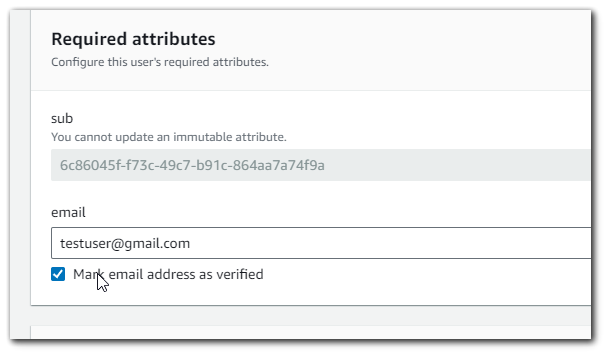 Required attributes
Configure this user's required attributes.
sub
You cannot update an immutable attribute.
6c86045f-f73c-49c7-b91c-864aa7a74f9a
email
testuser@gmail.com
Mark email address as verified